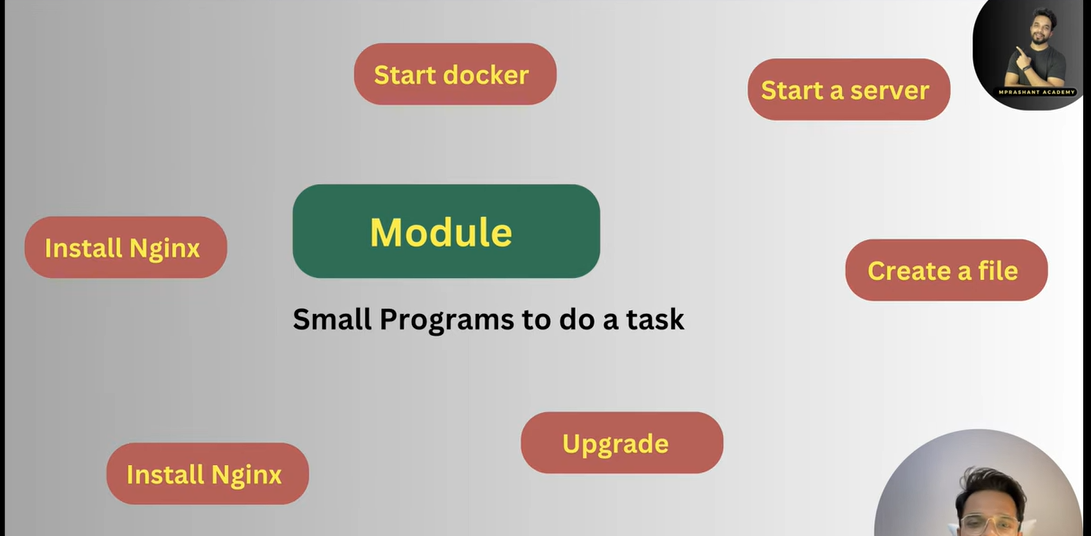 Start docker
Start a server
MPRASHANT ACADEMY
Module
Install Nginx
Create a file
Small Programs to do a task
Upgrade
Install Nginx